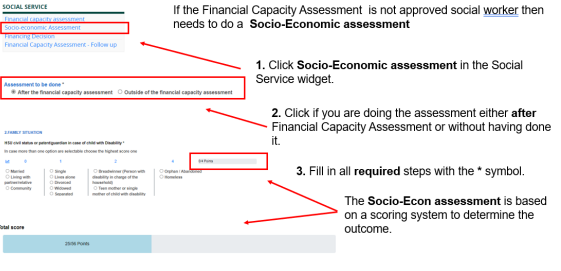 SOCIAL SERVICE
Financial capacity assessment
Socio-economic Assessment
Financing Decision
Financial Capacity Assessment - Follow up
If the Financial Capacity Assessment is not approved social worker then
needs to do a Socio-Economic assessment
1. Click Socio-Economic assessment in the Social
Service widget.
Assessment to be done *
After the financial capacity assessment Outside of the financial capacity assessment
2. Click if you are doing the assessment either after
Financial Capacity Assessment or without having done
it.
2.FAMILY SITUATION
HSU civil status or patent/guardian in case of child with Disability *
In case more than one option are selectable choose the highest score one
0 1 3 4 0/4 Points
Married Single Breadwinner (Person with Orphan / Abandoned
Living with Lives alone disability in charge of the Homeless
partner/relative Divorced household)
Community Widowed Teen mother or single
Separated mother of child with disability
3. Fill in all required steps with the * symbol.
The Socio-Econ assessment is based
on a scoring system to determine the
outcome.
Total score